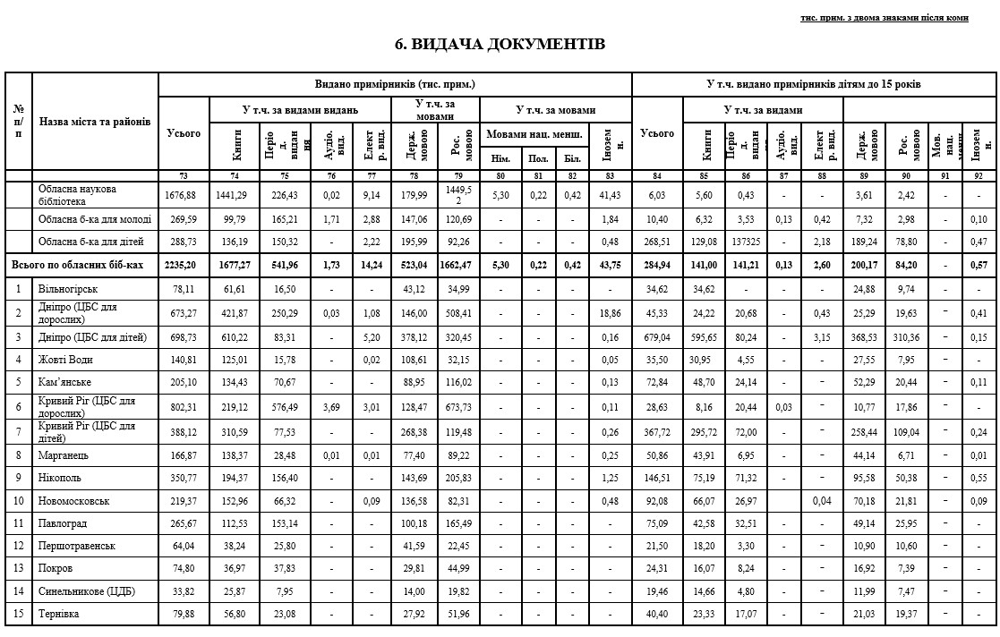 тис. прим. з двома знаками після коми
6. ВИДАЧА ДОКУМЕНТІВ
№ п/п Назва міста та районів Видано примірників (тис. прим.) У т.ч. видано примірників дітям до 15 років
Усього У т.ч. за видами видань У т.ч. за мовами У т.ч. за мовами Усього У т.ч. за видами
Книги Періо д. видан ня Аудіо. вид. Елект р. вид. Держ. мовою Рос. мовою Мовами нац. менш. Інозем н. Книги Періо д. видан Аудіо. вид. Елект р. вид. Держ. мовою Рос. мовою Мов. нац. Інозем н.
Нім. Пол. Біл.
73 74 75 76 77 78 79 80 81 82 83 84 85 86 87 88 89 90 91 92
Обласна наукова бібліотека 1676,88 1441,29 226,43 0,02 9,14 179,99 1449,52 5,30 0,22 0,42 41,43 6,03 5,60 0,43 - - 3,61 2,42 - -
Обласна б-ка для молоді 269,59 99,79 165,21 1,71 2,88 147,06 120,69 - - - 1,84 10,40 6,32 3,53 0,13 0,42 7,32 2,98 - 0,10
Обласна б-ка для дітей 288,73 136,19 150,32 - 2,22 195,99 92,26 - - - 0,48 268,51 129,08 137325 - 2,18 189,24 78,80 - 0,47
Всього по обласних біб-ках 2235,20 1677,27 541,96 1,73 14,24 523,04 1662,47 5,30 0,22 0,42 43,75 284,94 141,00 141,21 0,13 2,60 200,17 84,20 - 0,57
1 Вільногірськ 78,11 61,61 16,50 - - 43,12 34,99 - - - - 34,62 34,62 - - - 24,88 9,74 - -
2 Дніпро (ЦБС для дорослих) 673,27 421,87 250,29 0,03 1,08 146,00 508,41 - - - 18,86 45,33 24,22 20,68 - 0,43 25,29 19,63 - 0,41
3 Дніпро (ЦБС для дітей) 698,73 610,22 83,31 - 5,20 378,12 320,45 - - - 0,16 679,04 595,65 80,24 - 3,15 368,53 310,36 - 0,15
4 Жовті Води 140,81 125,01 15,78 - 0,02 108,61 32,15 - - - 0,05 35,50 30,95 4,55 - - 27,55 7,95 - -
5 Кам’янське 205,10 134,43 70,67 - - 88,95 116,02 - - - 0,13 72,84 48,70 24,14 - - 52,29 20,44 - 0,11
6 Кривий Ріг (ЦБС для дорослих) 802,31 219,12 576,49 3,69 3,01 128,47 673,73 - - - 0,11 28,63 8,16 20,44 0,03 - 10,77 17,86 - -
7 Кривий Ріг (ЦБС для дітей) 388,12 310,59 77,53 - - 268,38 119,48 - - - 0,26 367,72 295,72 72,00 - - 258,44 109,04 - 0,24
8 Марганець 166,87 138,37 28,48 0,01 0,01 77,40 89,22 - - - 0,25 50,86 43,91 6,95 - - 44,14 6,71 - 0,01
9 Нікополь 350,77 194,37 156,40 - - 143,69 205,83 - - - 1,25 146,51 75,19 71,32 - - 95,58 50,38 - 0,55
10 Новомосковськ 219,37 152,96 66,32 0,09 136,58 82,31 - - - 0,48 92,08 66,07 26,97 0,04 70,18 21,81 - 0,09
11 Павлоград 265,67 112,53 153,14 - - 100,18 165,49 - - - - 75,09 42,58 32,51 - - 49,14 25,95 - -
12 Першотравенськ 64,04 38,24 25,80 - - 41,59 22,45 - - - - 21,50 18,20 3,30 - - 10,90 10,60 - -
13 Покров 74,80 36,97 37,83 - - 29,81 44,99 - - - - 24,31 16,07 8,24 - - 16,92 7,39 - -
14 Синельникове (ЦДБ) 33,82 25,87 7,95 - - 14,00 19,82 - - - - 19,46 14,66 4,80 - - 11,99 7,47 - -
15 Тернівка 79,88 56,80 23,08 - - 27,92 51,96 - - - - 40,40 23,33 17,07 - - 21,03 19,37 - -